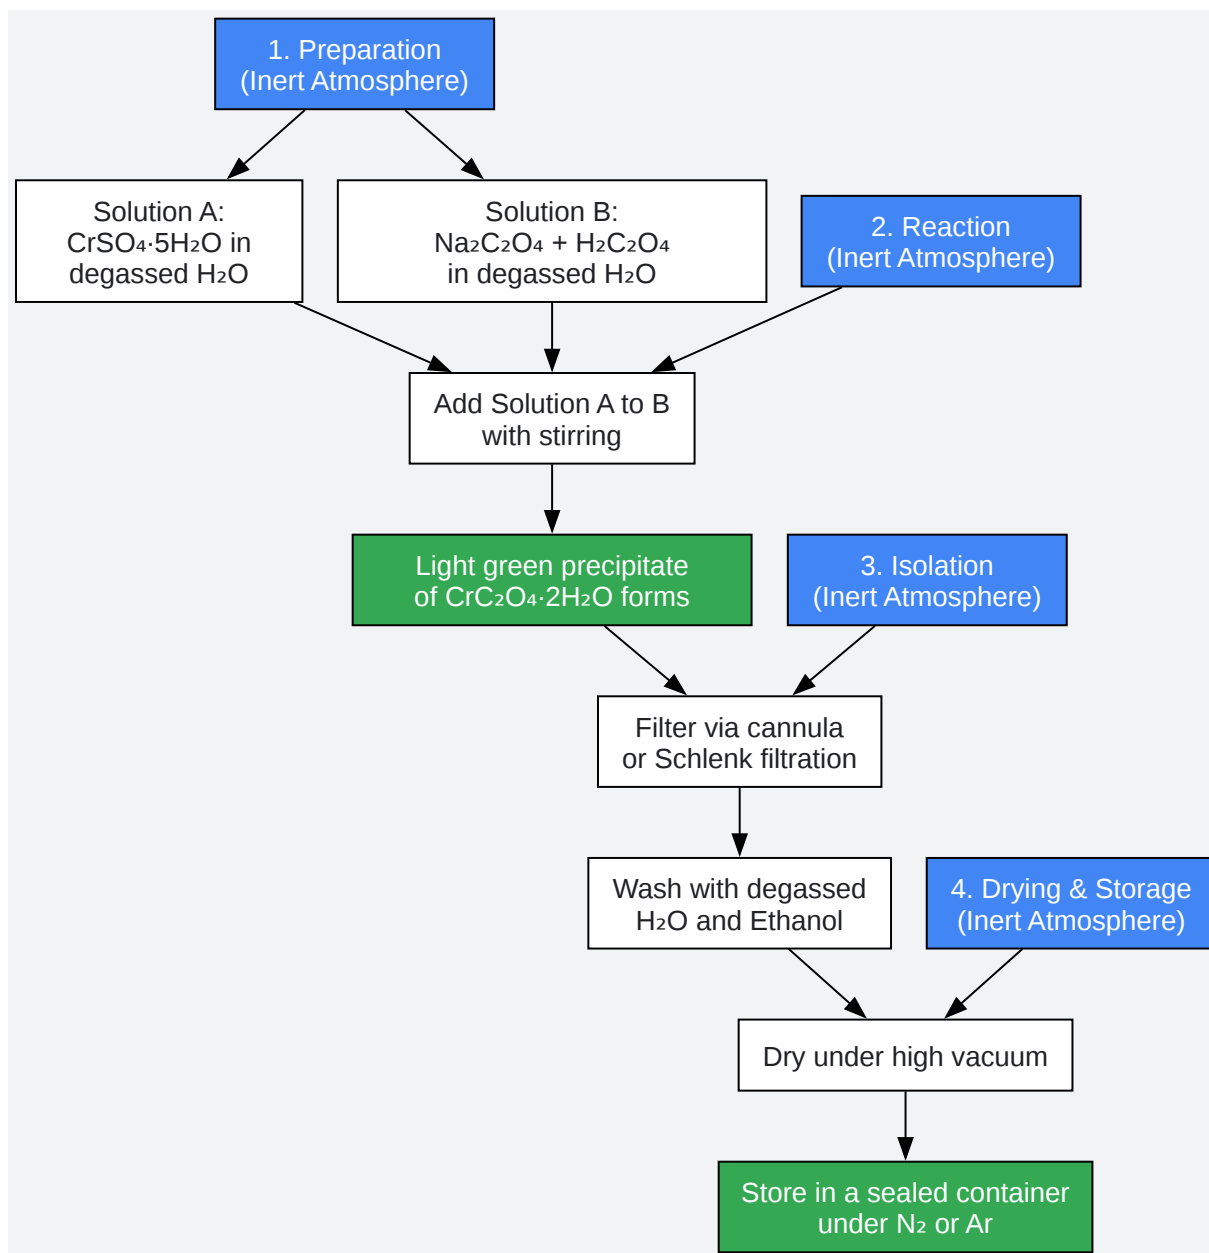 1. Preparation
(Inert Atmosphere)
Solution A:
CrSO₄·5H₂O in
degassed H₂O
Solution B:
Na₂C₂O₄ + H₂C₂O₄
in degassed H₂O
2. Reaction
(Inert Atmosphere)
Add Solution A to B
with stirring
Light green precipitate
of CrC₂O₄·2H₂O forms
3. Isolation
(Inert Atmosphere)
Filter via cannula
or Schlenk filtration
Wash with degassed
H₂O and Ethanol
4. Drying & Storage
(Inert Atmosphere)
Dry under high vacuum
Store in a sealed container
under N₂ or Ar